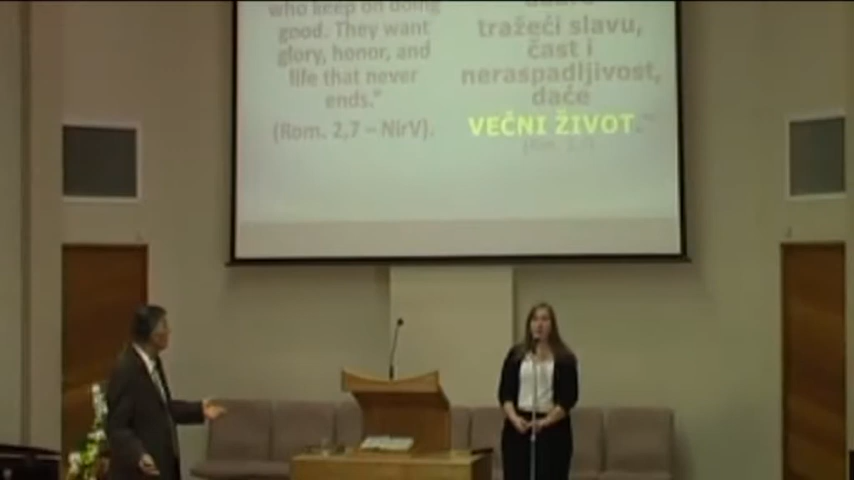 who keep on doing
good. They want
glory, honor, and
life that never
ends."
(Rom. 2,7 – NirV).
tražeći slavu,
čast i
neraspadljivost,
daće
VEČNI ŽIVOT."